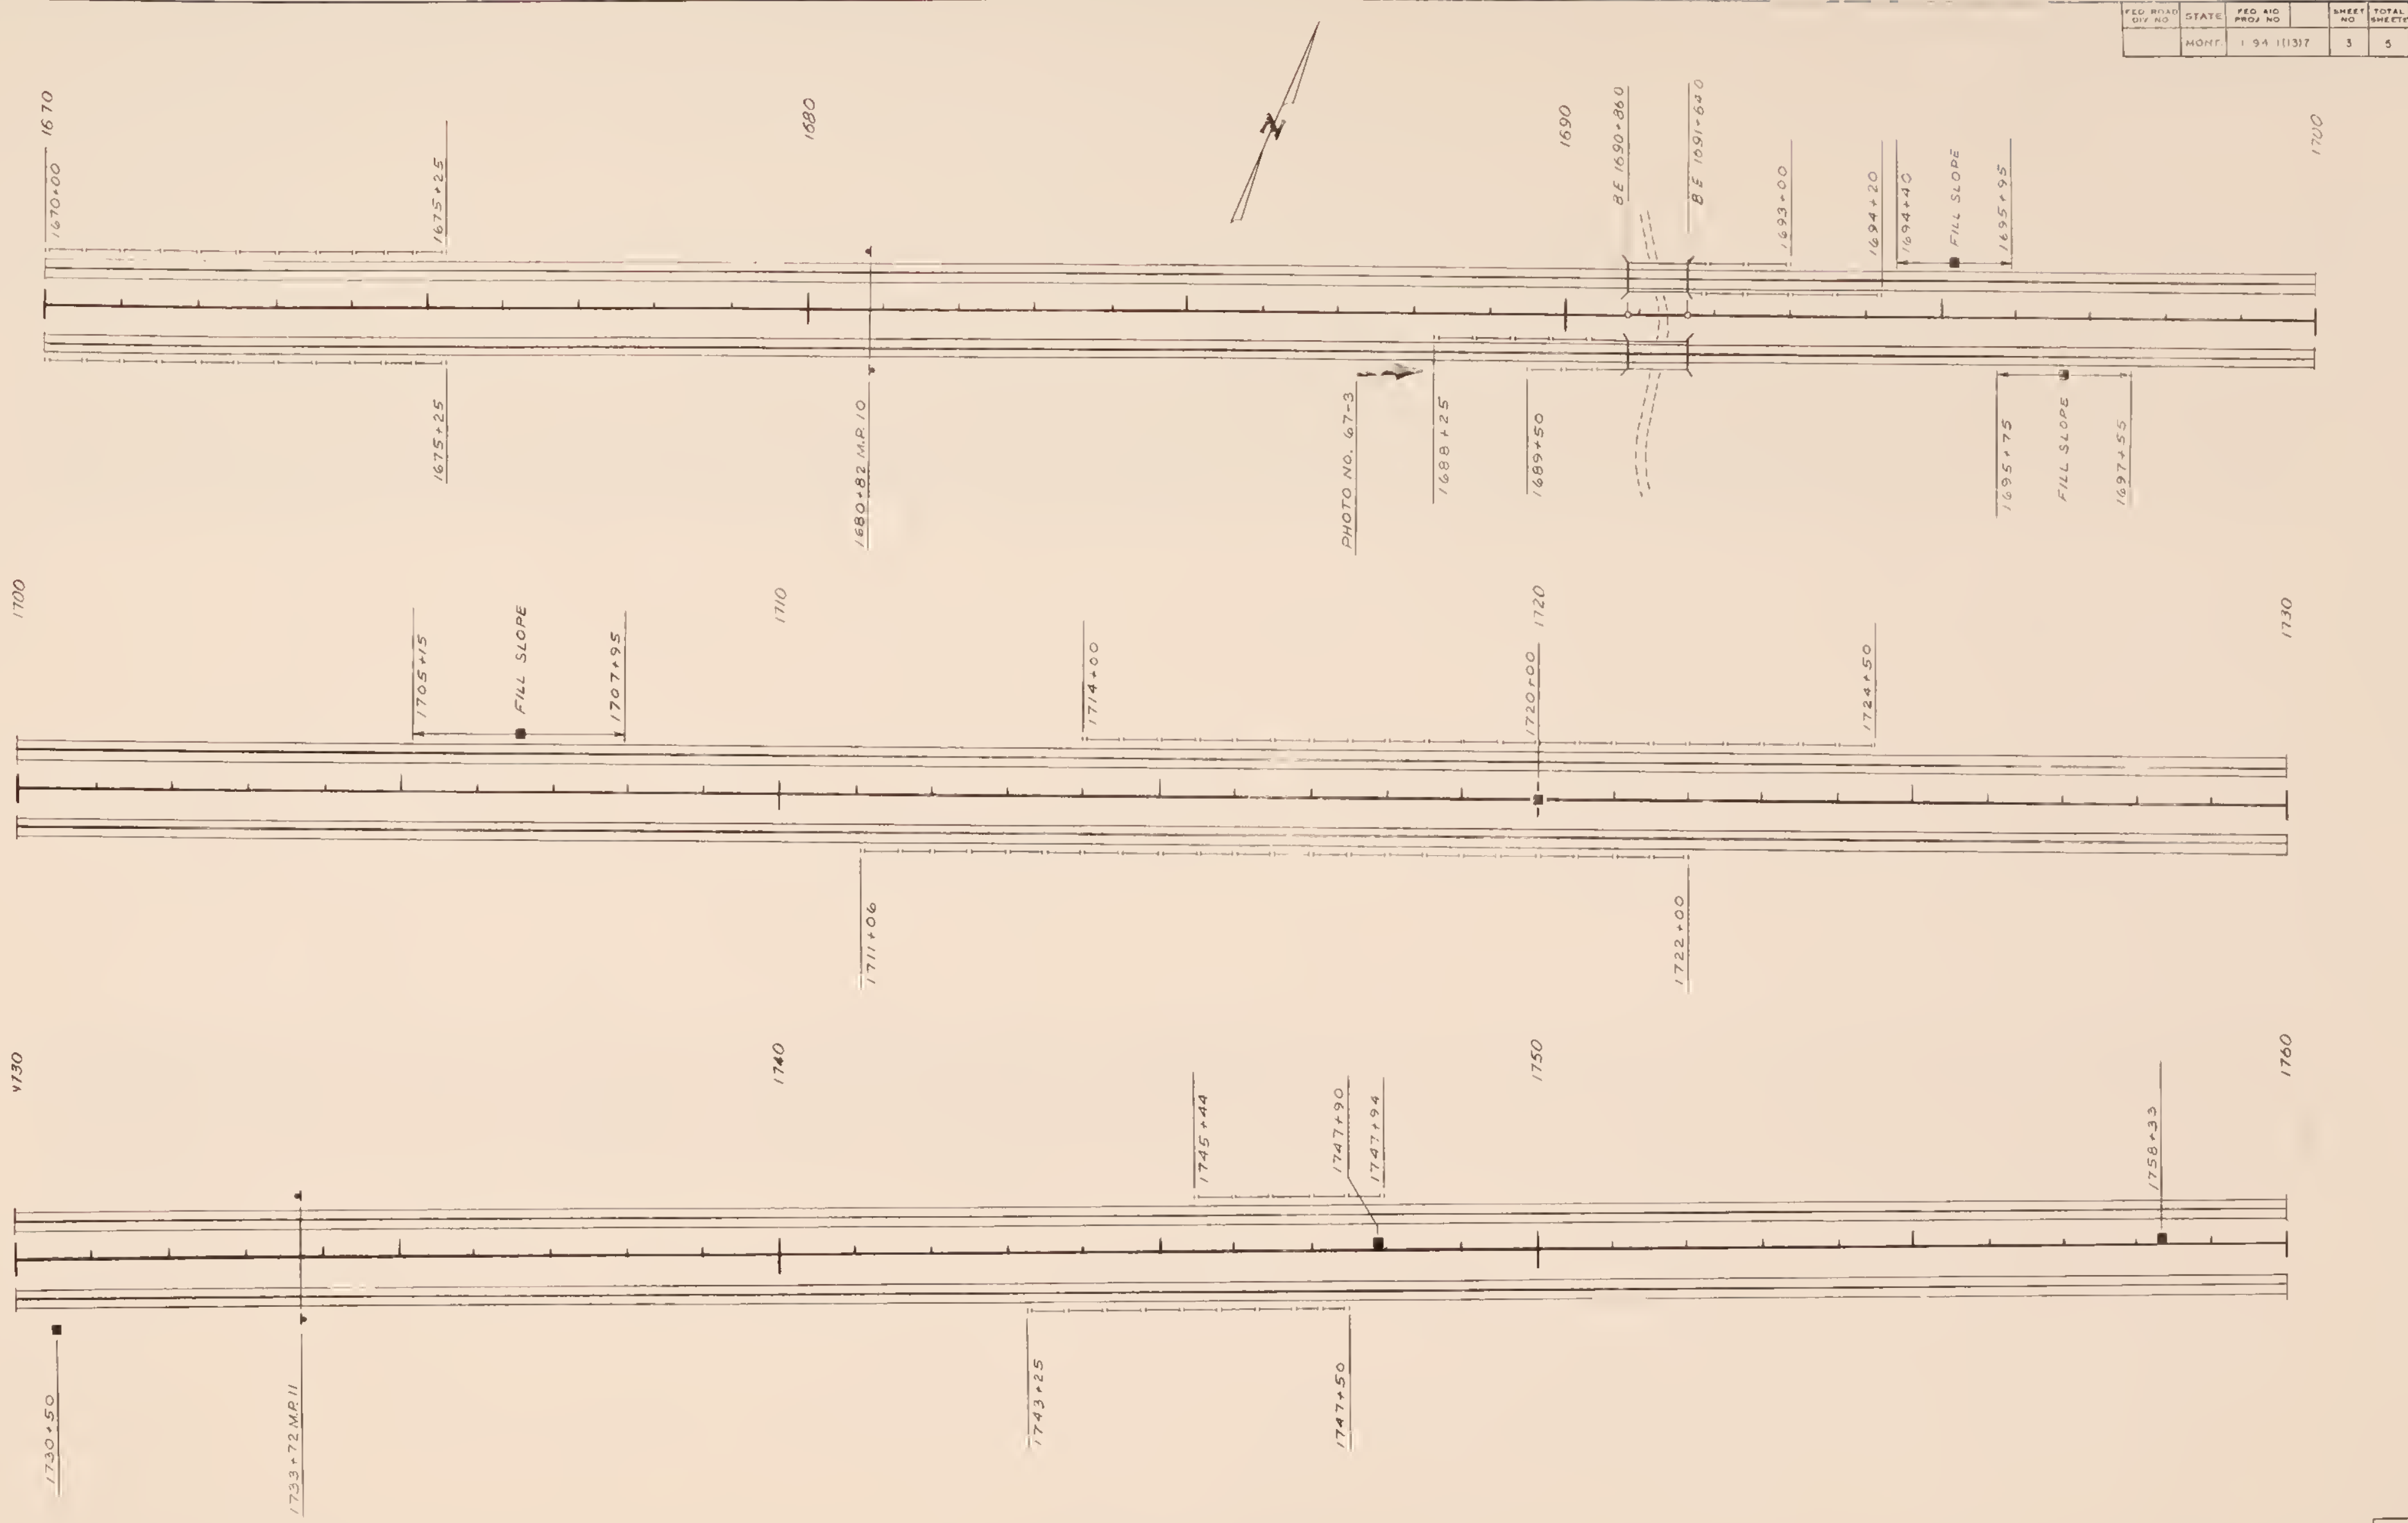 FED ROAD DIV NO
STATE
FED AID PROJ NO
SHEET NO
TOTAL SHEETS
MONT.
1 94 1(13)7
3
5
1670
1670+00
1675+25
1680
N
1690
BE 1690+860
BE 1691+640
1693+00
1694+20
1694+40
FILL SLOPE
1695+95
1700
1675+25
1680+82 M.P. 10
PHOTO NO. 67-3
1688+25
1689+50
1695+75
FILL SLOPE
1697+55
1700
1705+15
FILL SLOPE
1707+95
1710
1714+00
1720+00
1720
1724+50
1730
1711+06
1722+00
1730
1740
1745+44
1747+90
1747+94
1750
1758+33
1760
1730+50
1733+72 M.P. 11
1743+25
1747+50